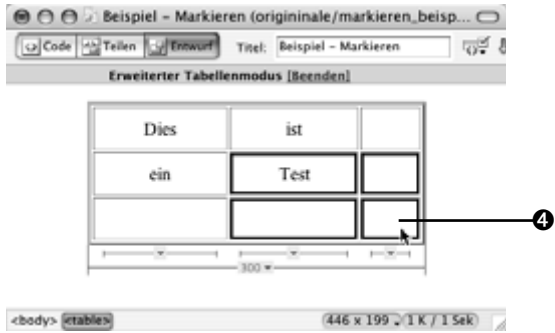 Beispiel – Markieren (origininale/markieren_beisp...
Code Teilen Entwurf Titel: Beispiel – Markieren
Erweiterter Tabellenmodus [Beenden]
Dies ist
ein Test
4
300
<body> <table> 446 x 199 1 K / 1 Sek